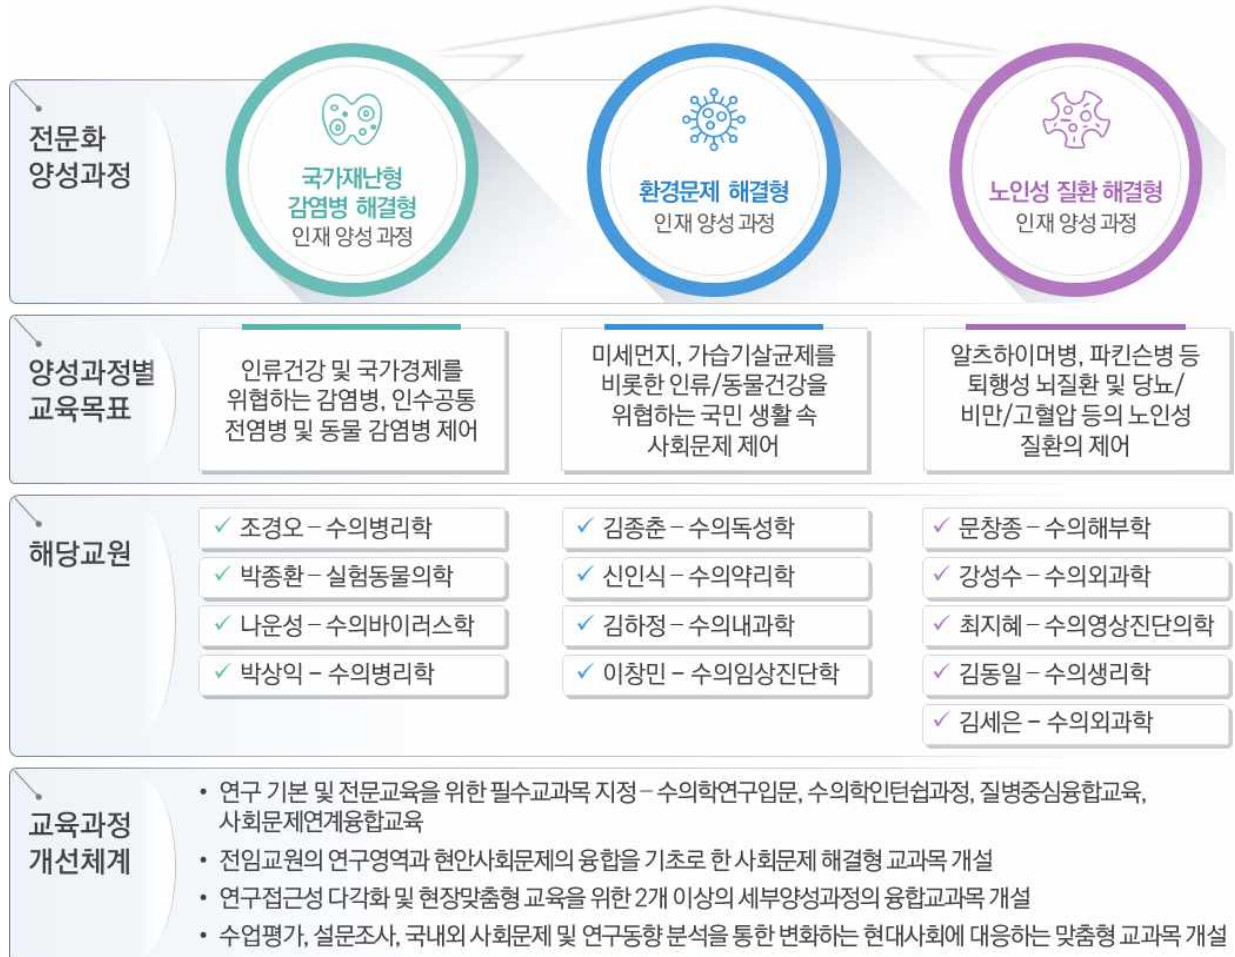 전문화
양성과정
국가재난형
감염병 해결형
인재 양성 과정
환경문제 해결형
인재 양성 과정
노인성 질환 해결형
인재 양성 과정
양성과정별
교육목표
인류건강 및 국가경제를
위협하는 감염병, 인수공통
전염병 및 동물 감염병 제어
미세먼지, 가습기살균제를
비롯한 인류/동물건강을
위협하는 국민 생활 속
사회문제 제어
알츠하이머병, 파킨슨병 등
퇴행성 뇌질환 및 당뇨/
비만/고혈압 등의 노인성
질환의 제어
해당교원
✓ 조경오 – 수의병리학
✓ 박종환 – 실험동물의학
✓ 나운성 – 수의바이러스학
✓ 박상익 – 수의병리학
✓ 김종춘 – 수의독성학
✓ 신인식 – 수의약리학
✓ 김하정 – 수의내과학
✓ 이창민 – 수의임상진단학
✓ 문창종 – 수의해부학
✓ 강성수 – 수의외과학
✓ 최지혜 – 수의영상진단의학
✓ 김동일 – 수의생리학
✓ 김세은 – 수의외과학
교육과정
개선체계
• 연구 기본 및 전문교육을 위한 필수교과목 지정 – 수의학연구입문, 수의학인턴쉽과정, 질병중심융합교육,
사회문제연계융합교육
• 전임교원의 연구영역과 현안사회문제의 융합을 기초로 한 사회문제 해결형 교과목 개설
• 연구접근성 다각화 및 현장맞춤형 교육을 위한 2개 이상의 세부양성과정의 융합교과목 개설
• 수업평가, 설문조사, 국내외 사회문제 및 연구동향 분석을 통한 변화하는 현대사회에 대응하는 맞춤형 교과목 개설